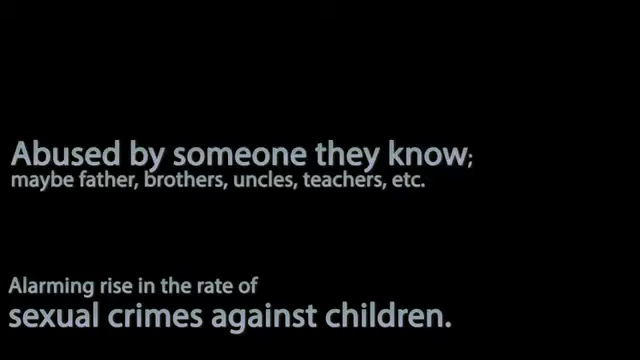 Abused by someone they know;
maybe father, brothers, uncles, teachers, etc.
Alarming rise in the rate of
sexual crimes against children.